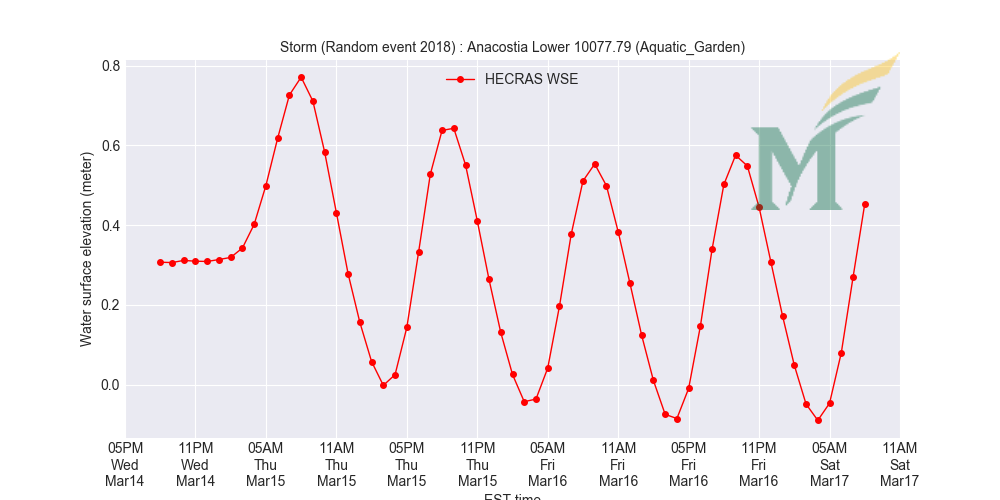 Storm (Random event 2018) : Anacostia Lower 10077.79 (Aquatic_Garden)
HECRAS WSE
Water surface elevation (meter)
0.8
0.6
0.4
0.2
0.0
05PM 11PM 05AM 11AM 05PM 11PM 05AM 11AM 05PM 11PM 05AM 11AM
Wed Wed Thu Thu Thu Thu Fri Fri Fri Fri Sat Sat
Mar14 Mar14 Mar15 Mar15 Mar15 Mar15 Mar16 Mar16 Mar16 Mar16 Mar17 Mar17
EST time
M